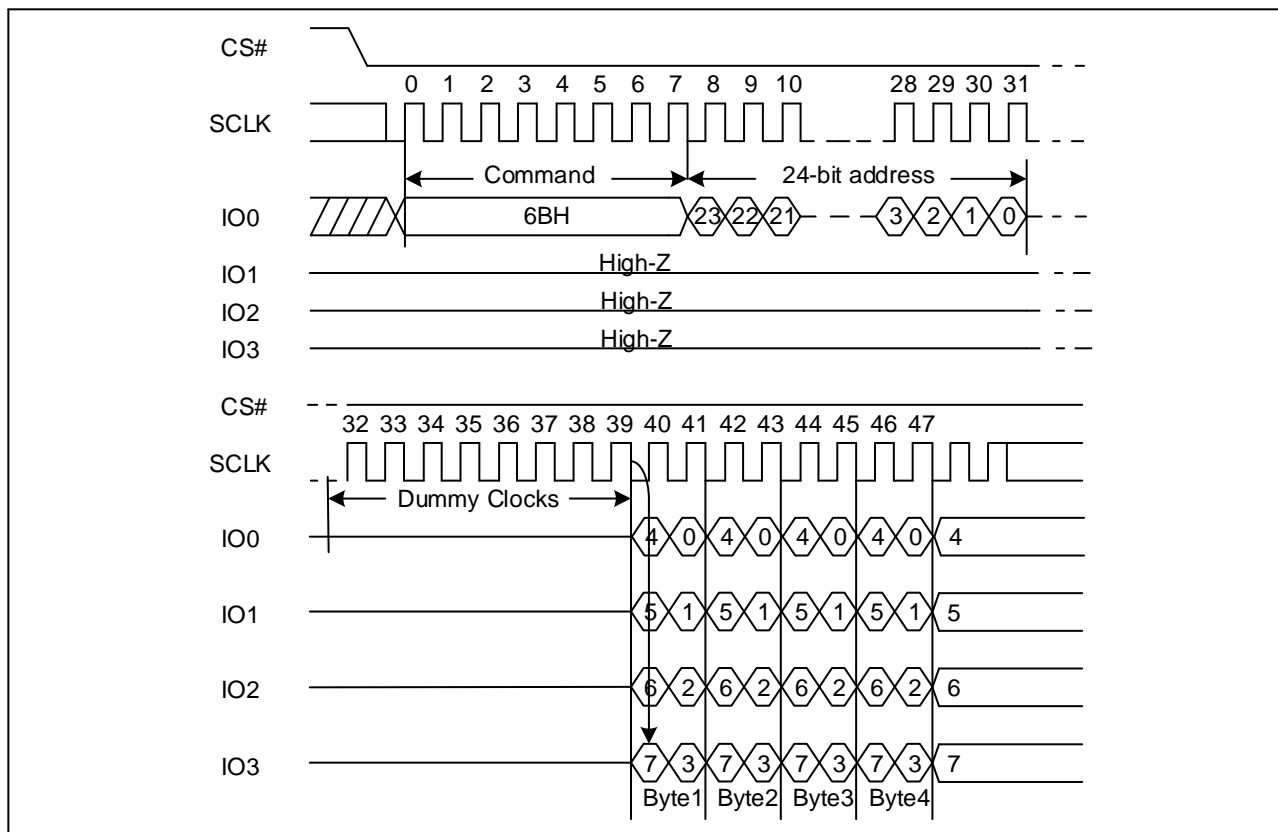 CS#
0 1 2 3 4 5 6 7 8 9 10 28 29 30 31
SCLK
Command 24-bit address
IO0 6BH 23 22 21 3 2 1 0
High-Z
IO1
High-Z
IO2
High-Z
IO3
CS#
32 33 34 35 36 37 38 39 40 41 42 43 44 45 46 47
SCLK
Dummy Clocks
IO0 4 0 4 0 4 0 4 0 4
IO1 5 1 5 1 5 1 5 1 5
IO2 6 2 6 2 6 2 6 2 6
IO3 7 3 7 3 7 3 7 3 7
Byte1 Byte2 Byte3 Byte4